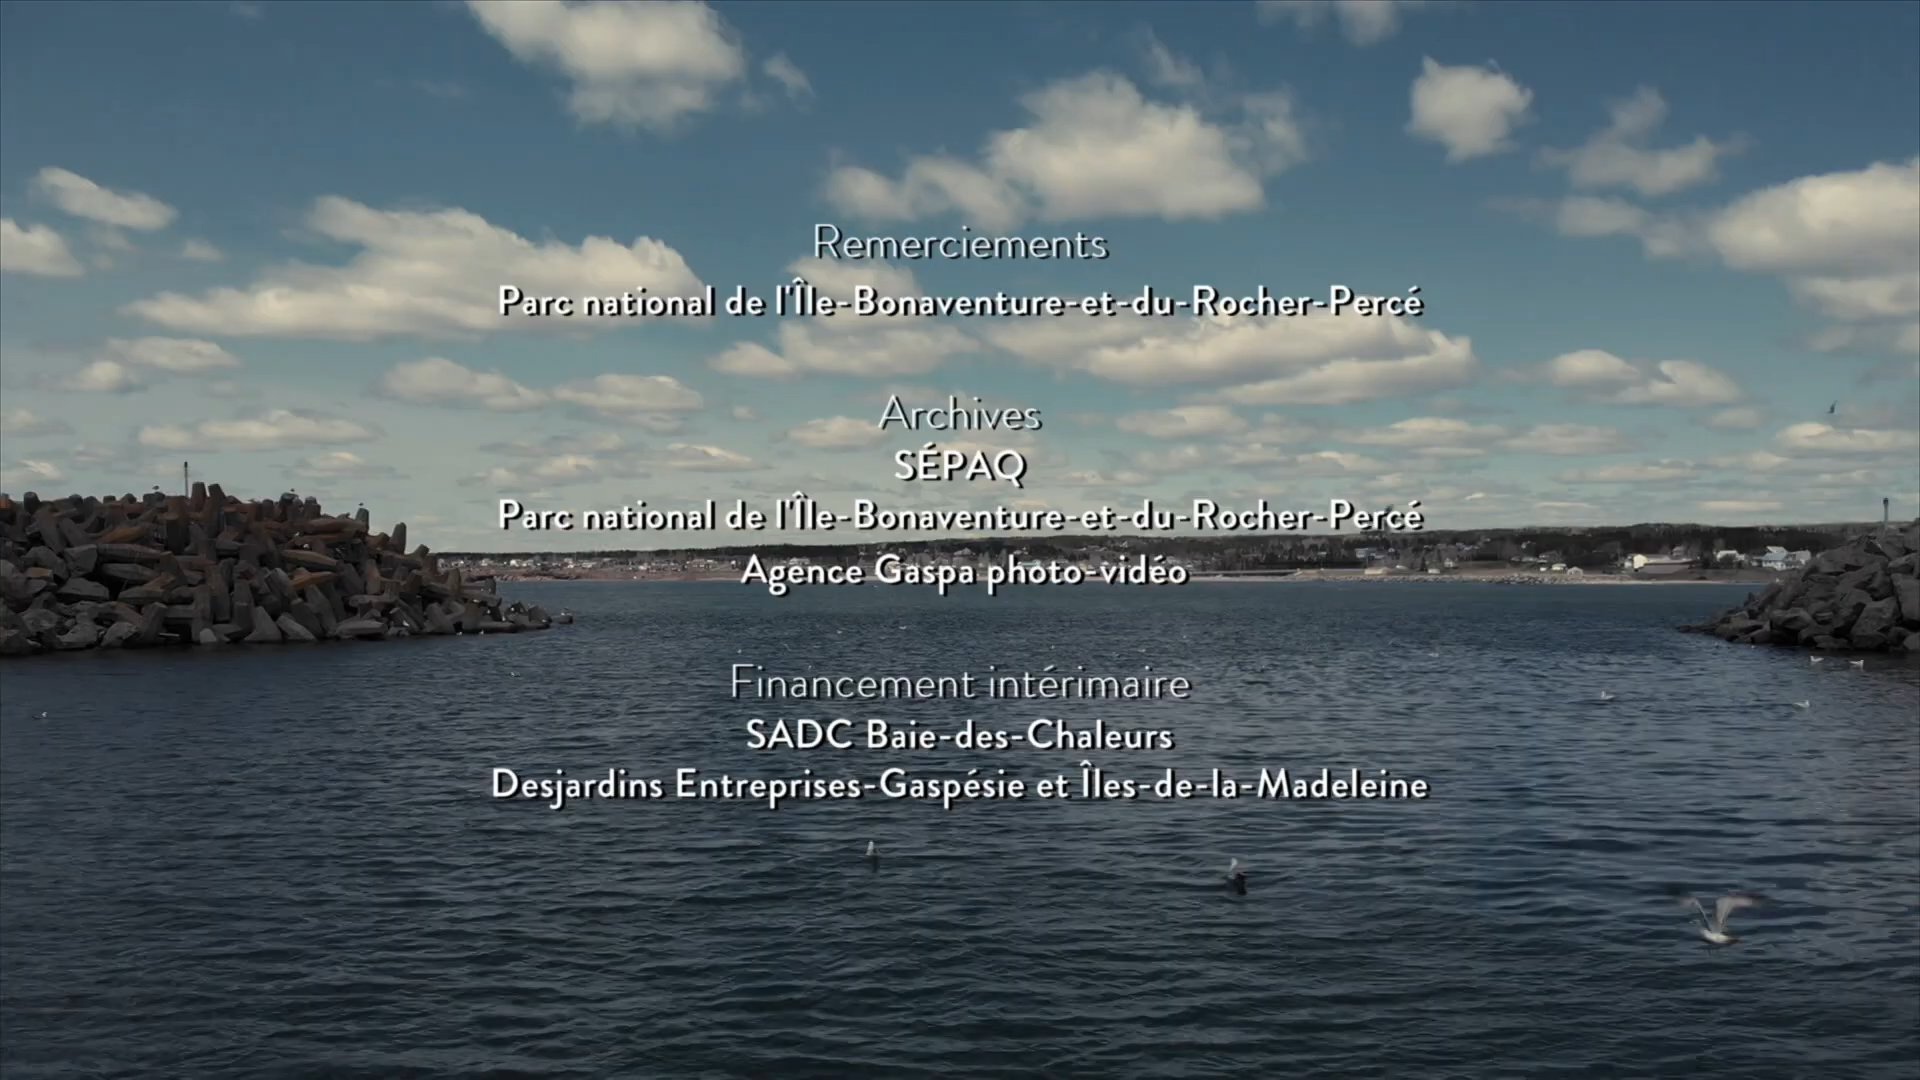 Remerciements
Parc national de l'Île-Bonaventure-et-du-Rocher-Percé
Archives
SÉPAQ
Parc national de l'Île-Bonaventure-et-du-Rocher-Percé
Agence Gaspa photo-vidéo
Financement intérimaire
SADC Baie-des-Chaleurs
Desjardins Entreprises-Gaspésie et Îles-de-la-Madeleine